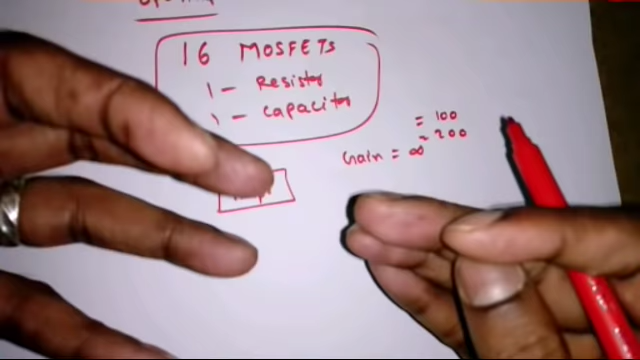 16 MOSFETs
1 - Resistor
1 - Capacitor
= 100
= 200
Gain = ∞